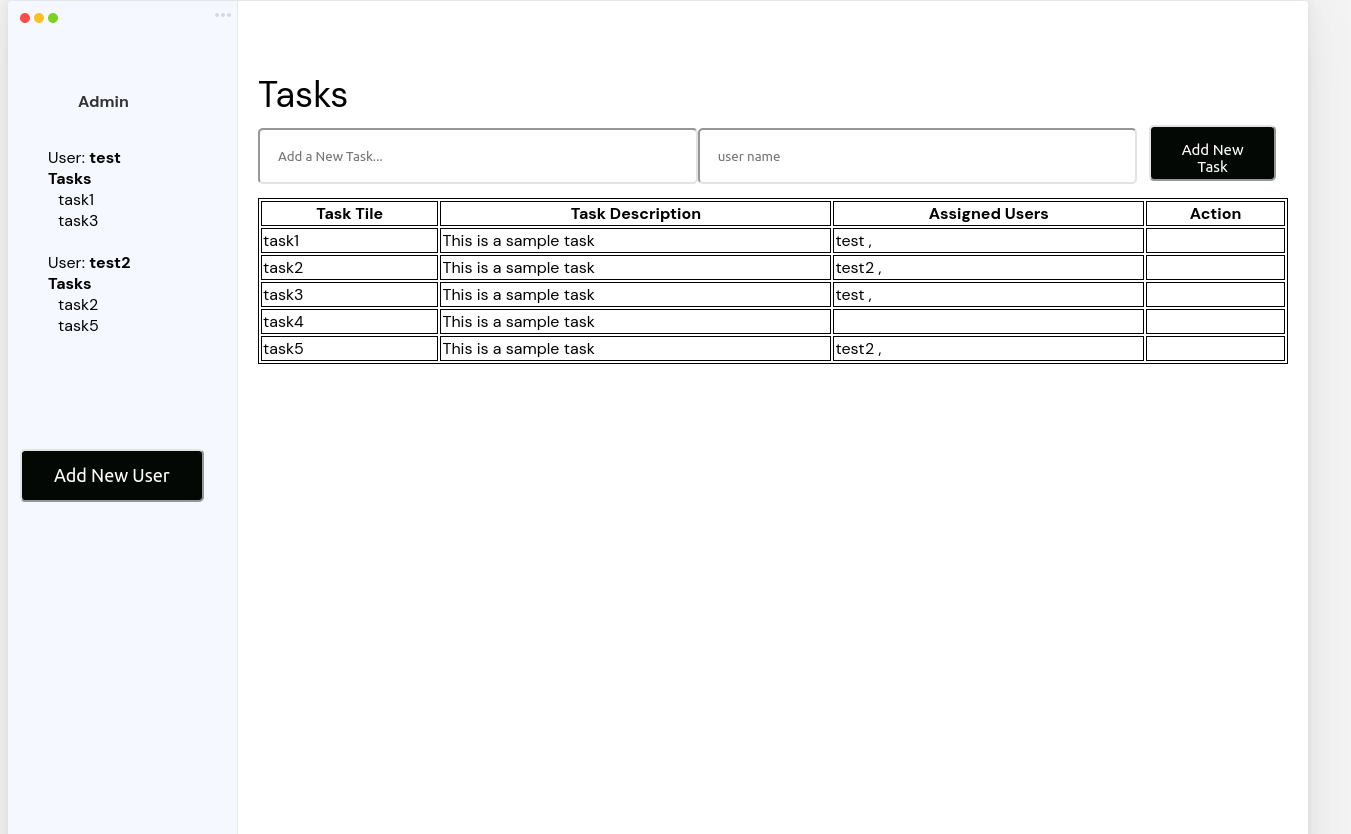 Admin
User: test
Tasks
task1
task3
User: test2
Tasks
task2
task5
Add New User
Tasks
Add a New Task...
user name
Add New
Task
Task Tile Task Description Assigned Users Action
task1 This is a sample task test ,
task2 This is a sample task test2 ,
task3 This is a sample task test ,
task4 This is a sample task
task5 This is a sample task test2 ,